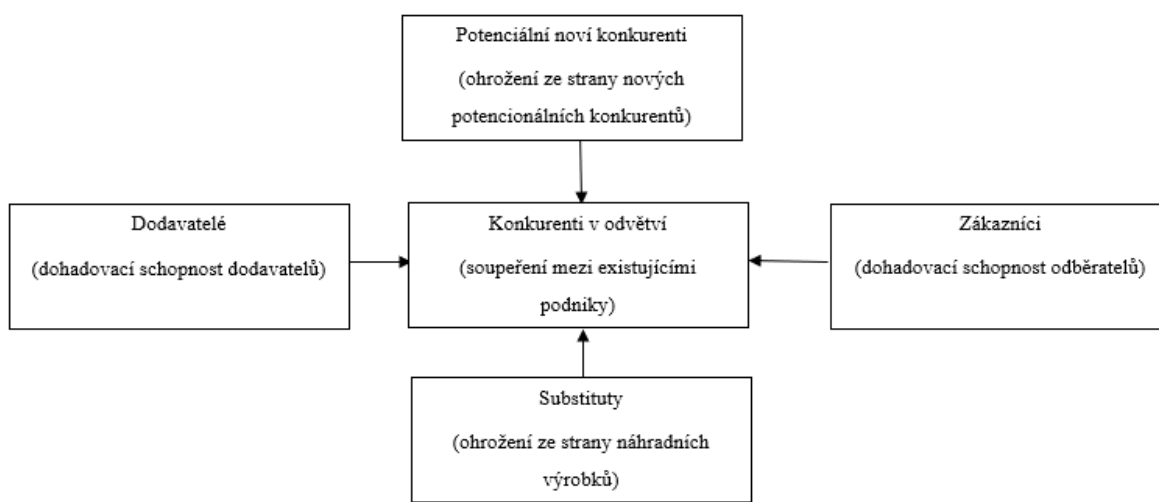 Potenciální noví konkurenti
(ohrožení ze strany nových
potencionálních konkurentů)
Dodavatelé
(dohadovací schopnost dodavatelů)
Konkurenti v odvětví
(soupeření mezi existujícími
podniky)
Zákazníci
(dohadovací schopnost odběratelů)
Substituty
(ohrožení ze strany náhradních
výrobků)